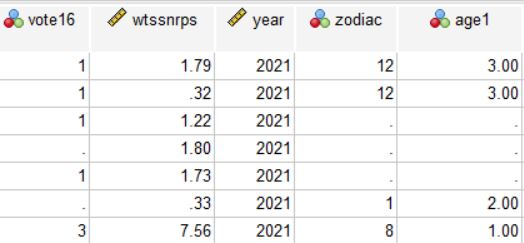 vote16 wtssnrps year zodiac age1
1 1.79 2021 12 3.00
1 .32 2021 12 3.00
1 1.22 2021 . .
. 1.80 2021 . .
1 1.73 2021 . .
. .33 2021 1 2.00
3 7.56 2021 8 1.00